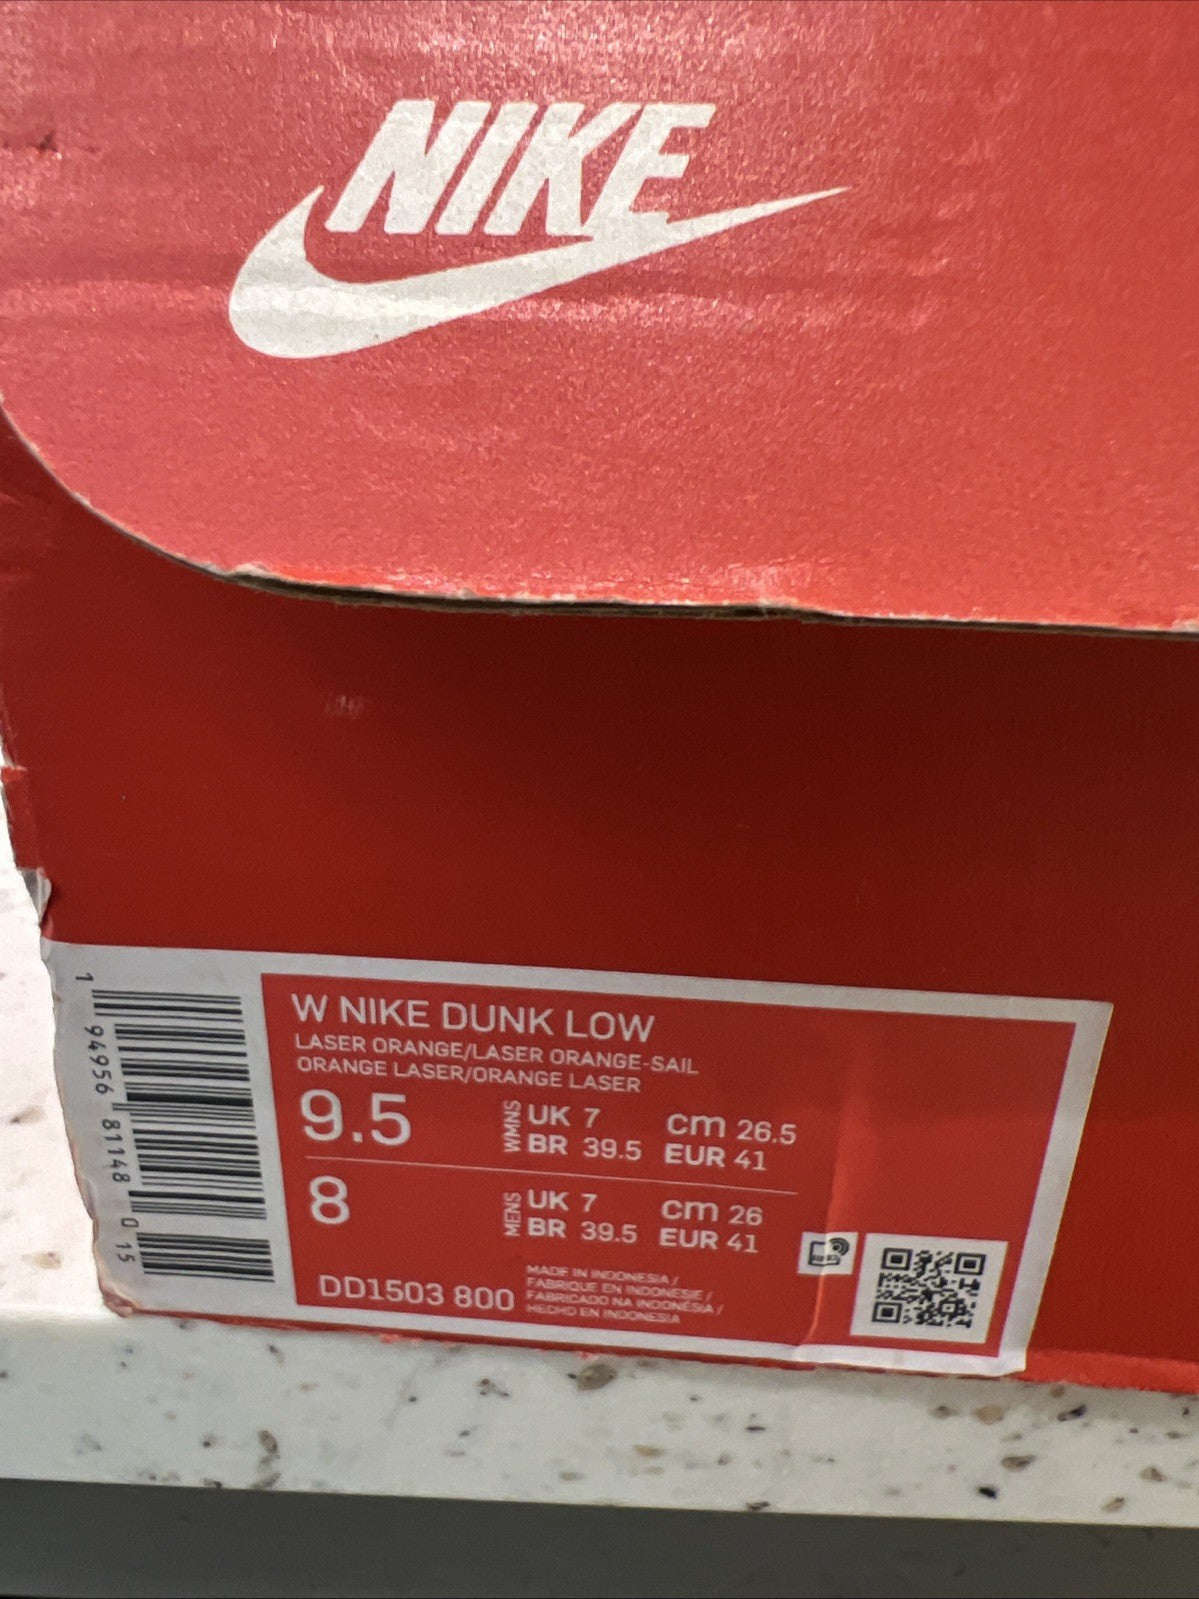 NIKE
W NIKE DUNK LOW
LASER ORANGE/LASER ORANGE-SAIL
ORANGE LASER/ORANGE LASER
9.5 WMNS UK 7 cm 26.5
BR 39.5 EUR 41
8 MENS UK 7 cm 26
BR 39.5 EUR 41
DD1503 800
MADE IN INDONESIA /
FABRIQUE EN INDONESIE /
FABRICADO NA INDONÉSIA /
HECHO EN INDONESIA
1 94956 81148 0 15